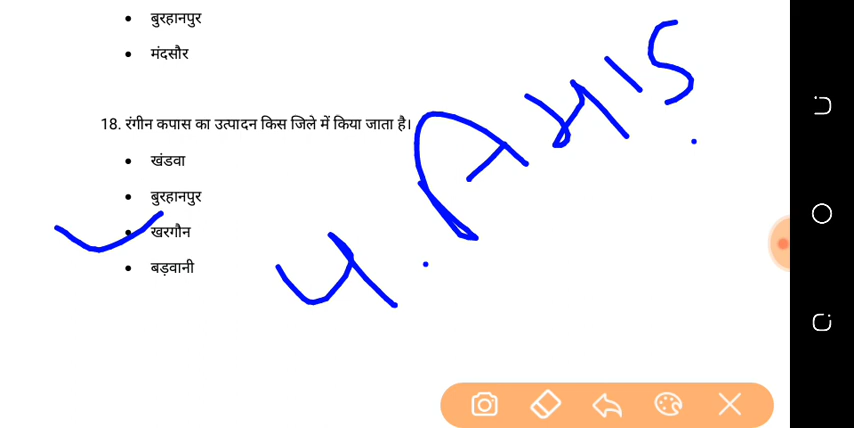 • बुरहानपुर
• मंदसौर
18. रंगीन कपास का उत्पादन किस जिले में किया जाता है।
• खंडवा
• बुरहानपुर
• खरगौन
• बड़वानी